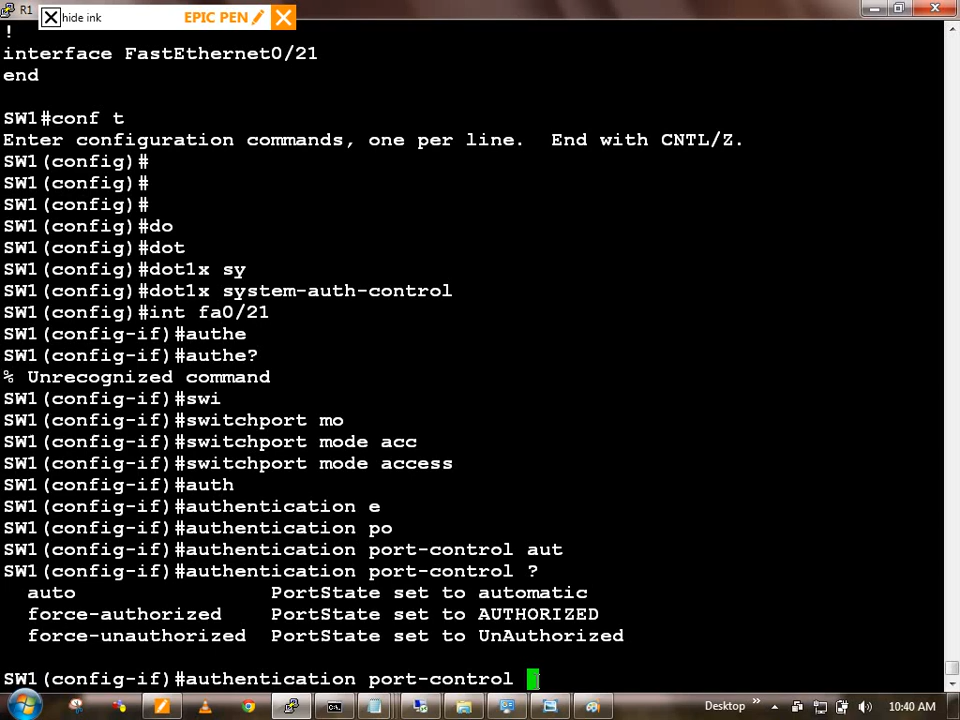 R1
hide ink
EPIC PEN
!
interface FastEthernet0/21
end
SW1#conf t
Enter configuration commands, one per line.  End with CNTL/Z.
SW1(config)#
SW1(config)#
SW1(config)#
SW1(config)#do
SW1(config)#dot
SW1(config)#dot1x sy
SW1(config)#dot1x system-auth-control
SW1(config)#int fa0/21
SW1(config-if)#authe
SW1(config-if)#authe?
% Unrecognized command
SW1(config-if)#swi
SW1(config-if)#switchport mo
SW1(config-if)#switchport mode acc
SW1(config-if)#switchport mode access
SW1(config-if)#auth
SW1(config-if)#authentication e
SW1(config-if)#authentication po
SW1(config-if)#authentication port-control aut
SW1(config-if)#authentication port-control ?
  auto                PortState set to automatic
  force-authorized    PortState set to AUTHORIZED
  force-unauthorized  PortState set to UnAuthorized
SW1(config-if)#authentication port-control
Desktop
10:40 AM